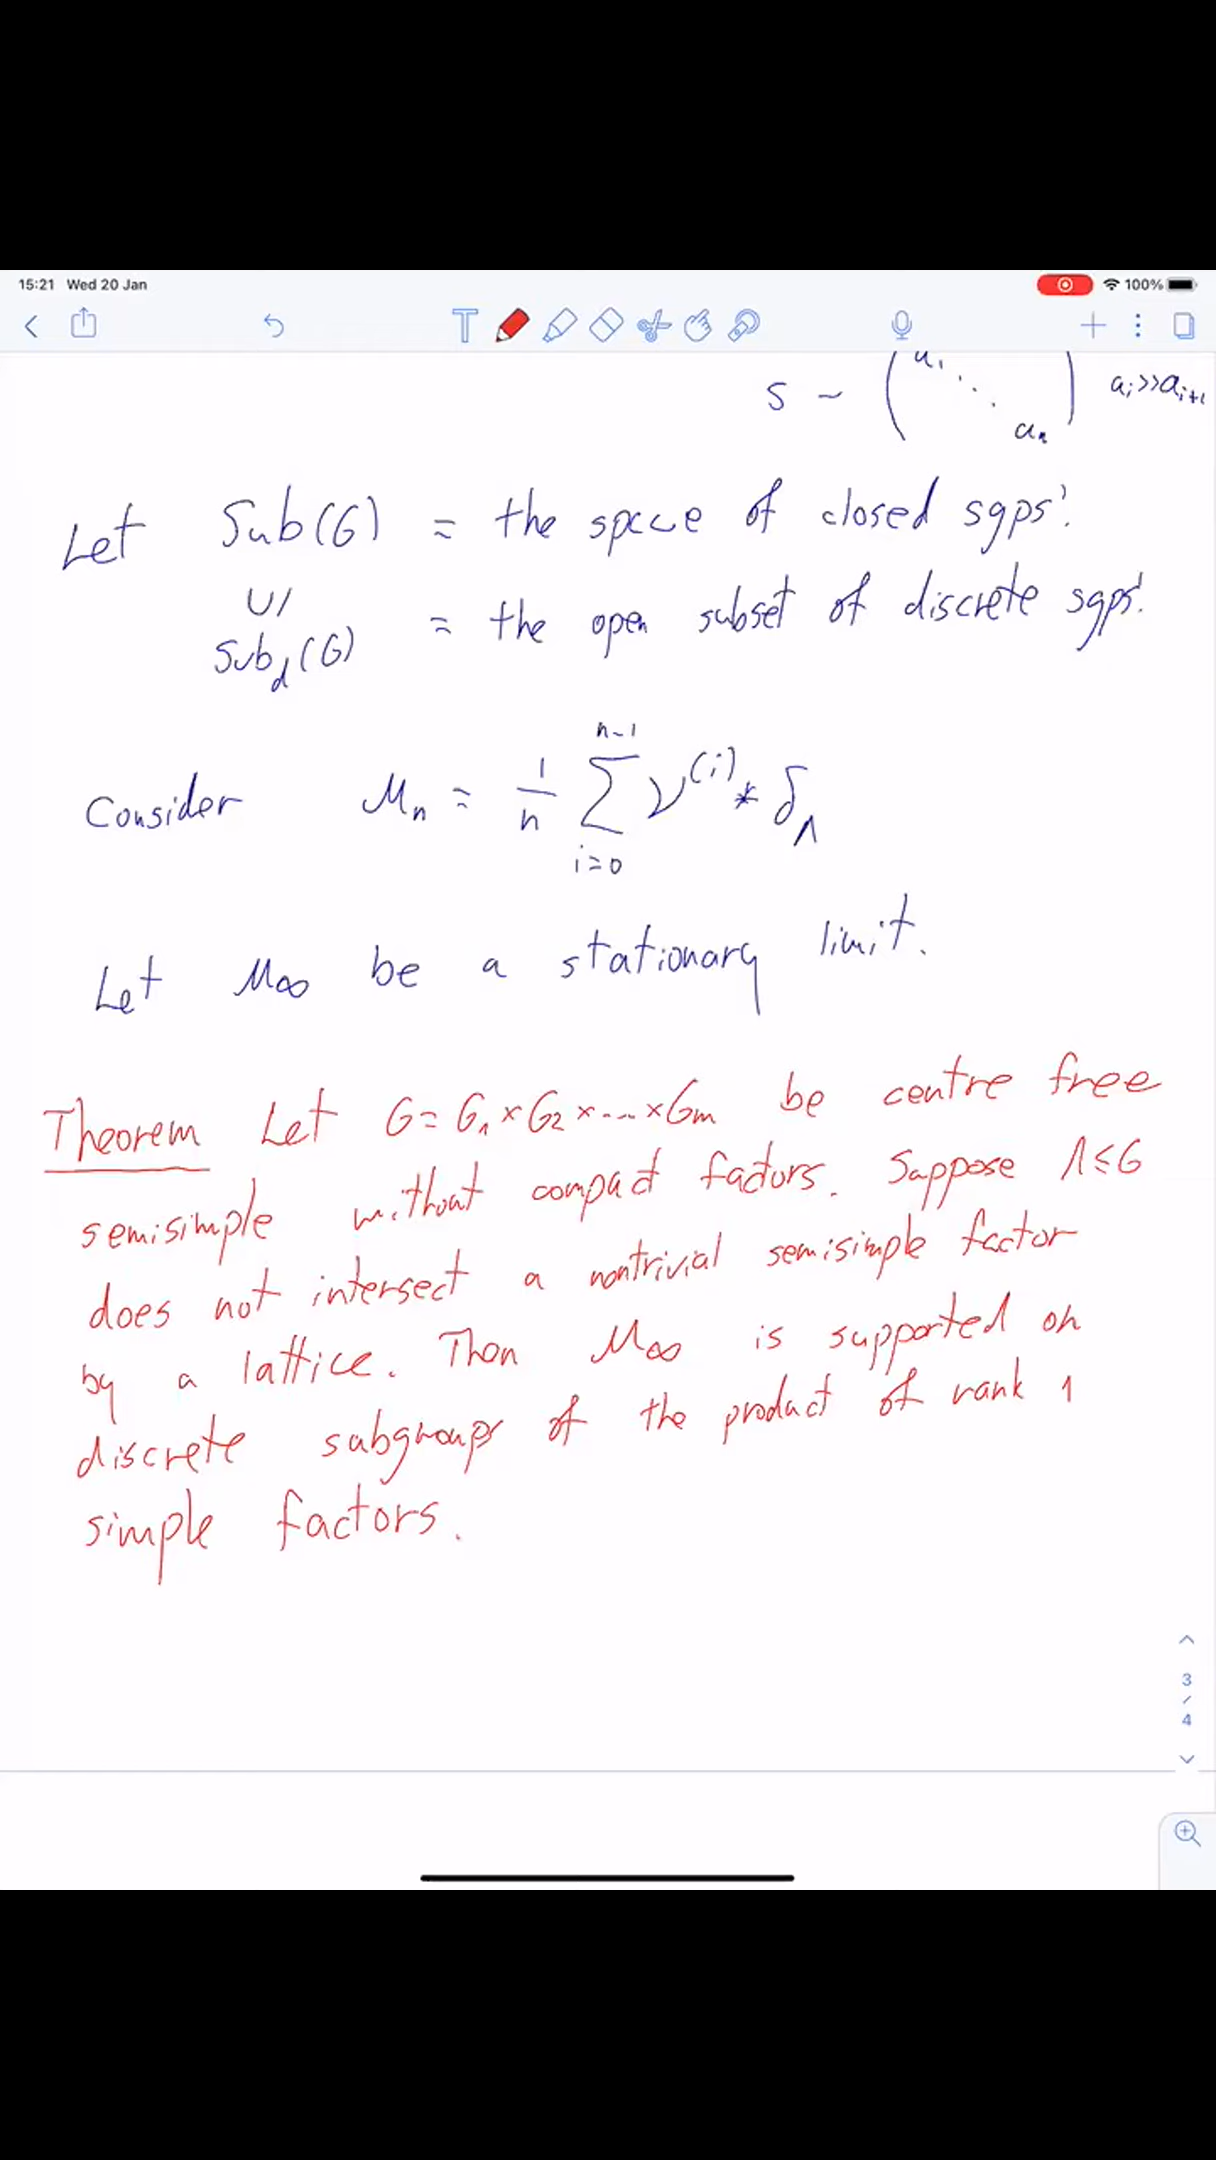 15:21 Wed 20 Jan 100%
T
a₁
S ~ ( ⋱ ) aᵢ>>aᵢ₊₁
aₙ
Let Sub(G) = the space of closed sgps'.
U/
Sub_d(G) = the open subset of discrete sgps'.
Consider μₙ = 1/n Σ_{i=0}^{n-1} ν^{(i)} * δ_Λ
Let μ∞ be a stationary limit.
Theorem Let G = G₁ × G₂ × ... × Gm be centre free
semisimple without compact factors. Suppose Λ ≤ G
does not intersect a nontrivial semisimple factor
by a lattice. Then μ∞ is supported on
discrete subgroups of the product of rank 1
simple factors.
3
/
4